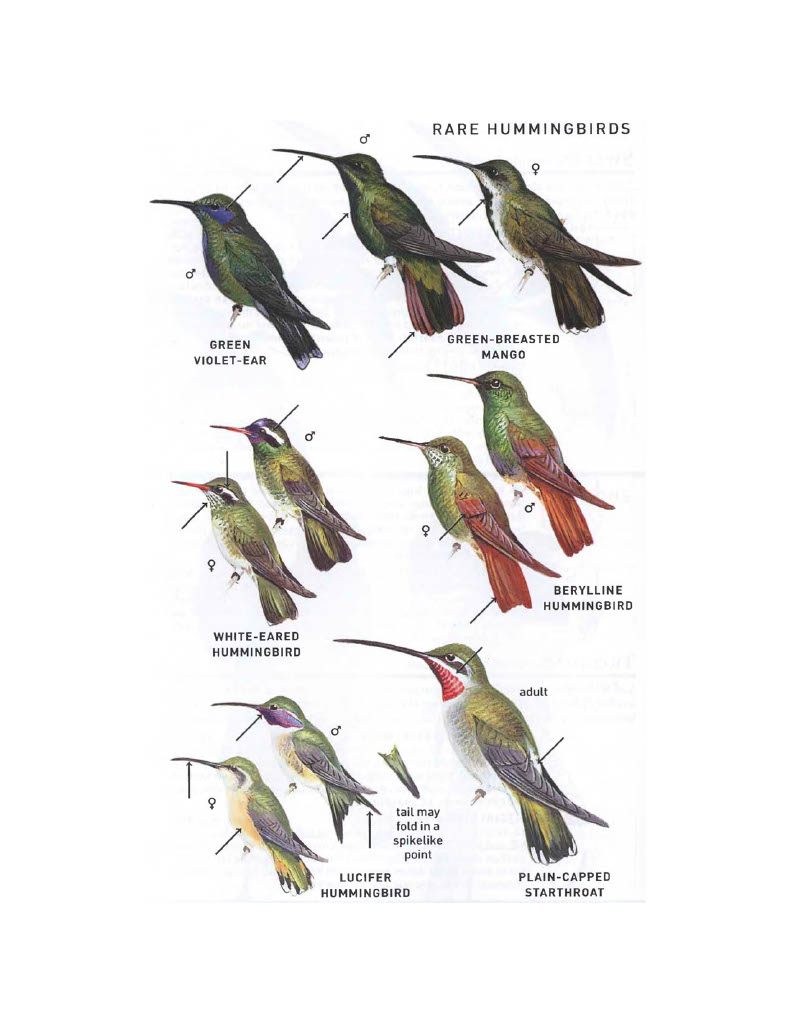 RARE HUMMINGBIRDS
♂
♀
♂
GREEN
VIOLET-EAR
GREEN-BREASTED
MANGO
♂
♀
WHITE-EARED
HUMMINGBIRD
♂
♀
BERYLLINE
HUMMINGBIRD
♂
♀
LUCIFER
HUMMINGBIRD
tail may
fold in a
spikelike
point
adult
PLAIN-CAPPED
STARTHROAT